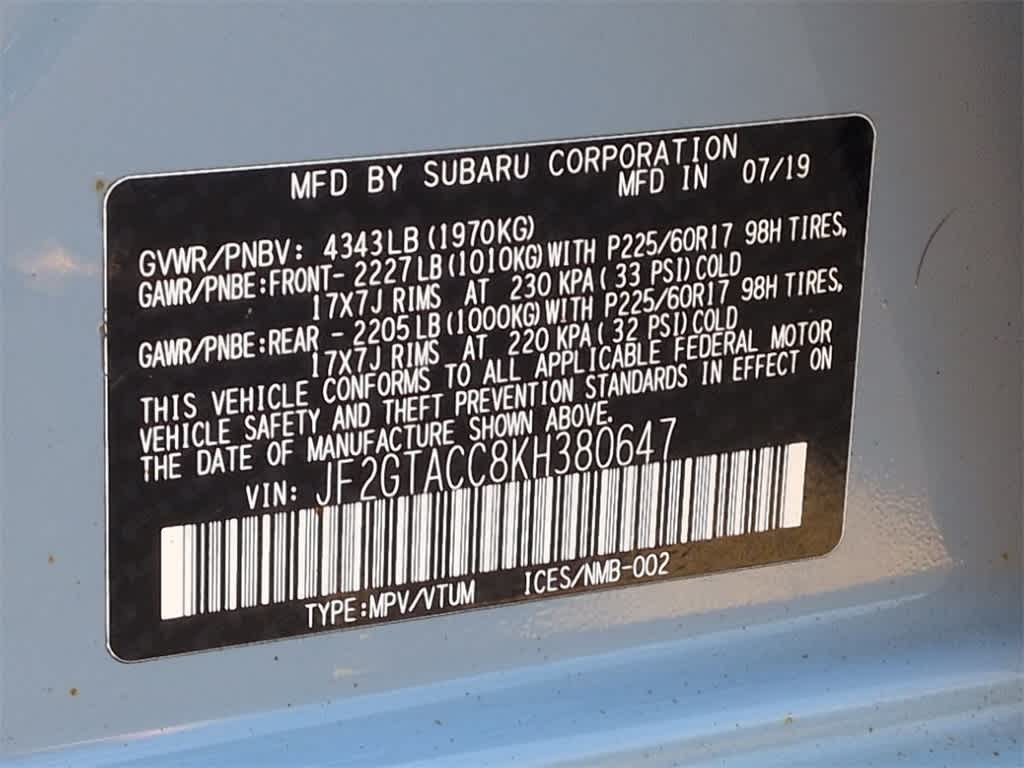 MFD BY SUBARU CORPORATION
MFD IN 07/19
GVWR/PNBV: 4343LB(1970KG)
GAWR/PNBE:FRONT- 2227LB(1010KG)WITH P225/60R17 98H TIRES,
17X7J RIMS AT 230 KPA( 33 PSI)COLD
GAWR/PNBE:REAR - 2205LB(1000KG)WITH P225/60R17 98H TIRES,
17X7J RIMS AT 220 KPA( 32 PSI)COLD
THIS VEHICLE CONFORMS TO ALL APPLICABLE FEDERAL MOTOR
VEHICLE SAFETY AND THEFT PREVENTION STANDARDS IN EFFECT ON
THE DATE OF MANUFACTURE SHOWN ABOVE.
VIN: JF2GTACC8KH380647
TYPE:MPV/VTUM ICES/NMB-002